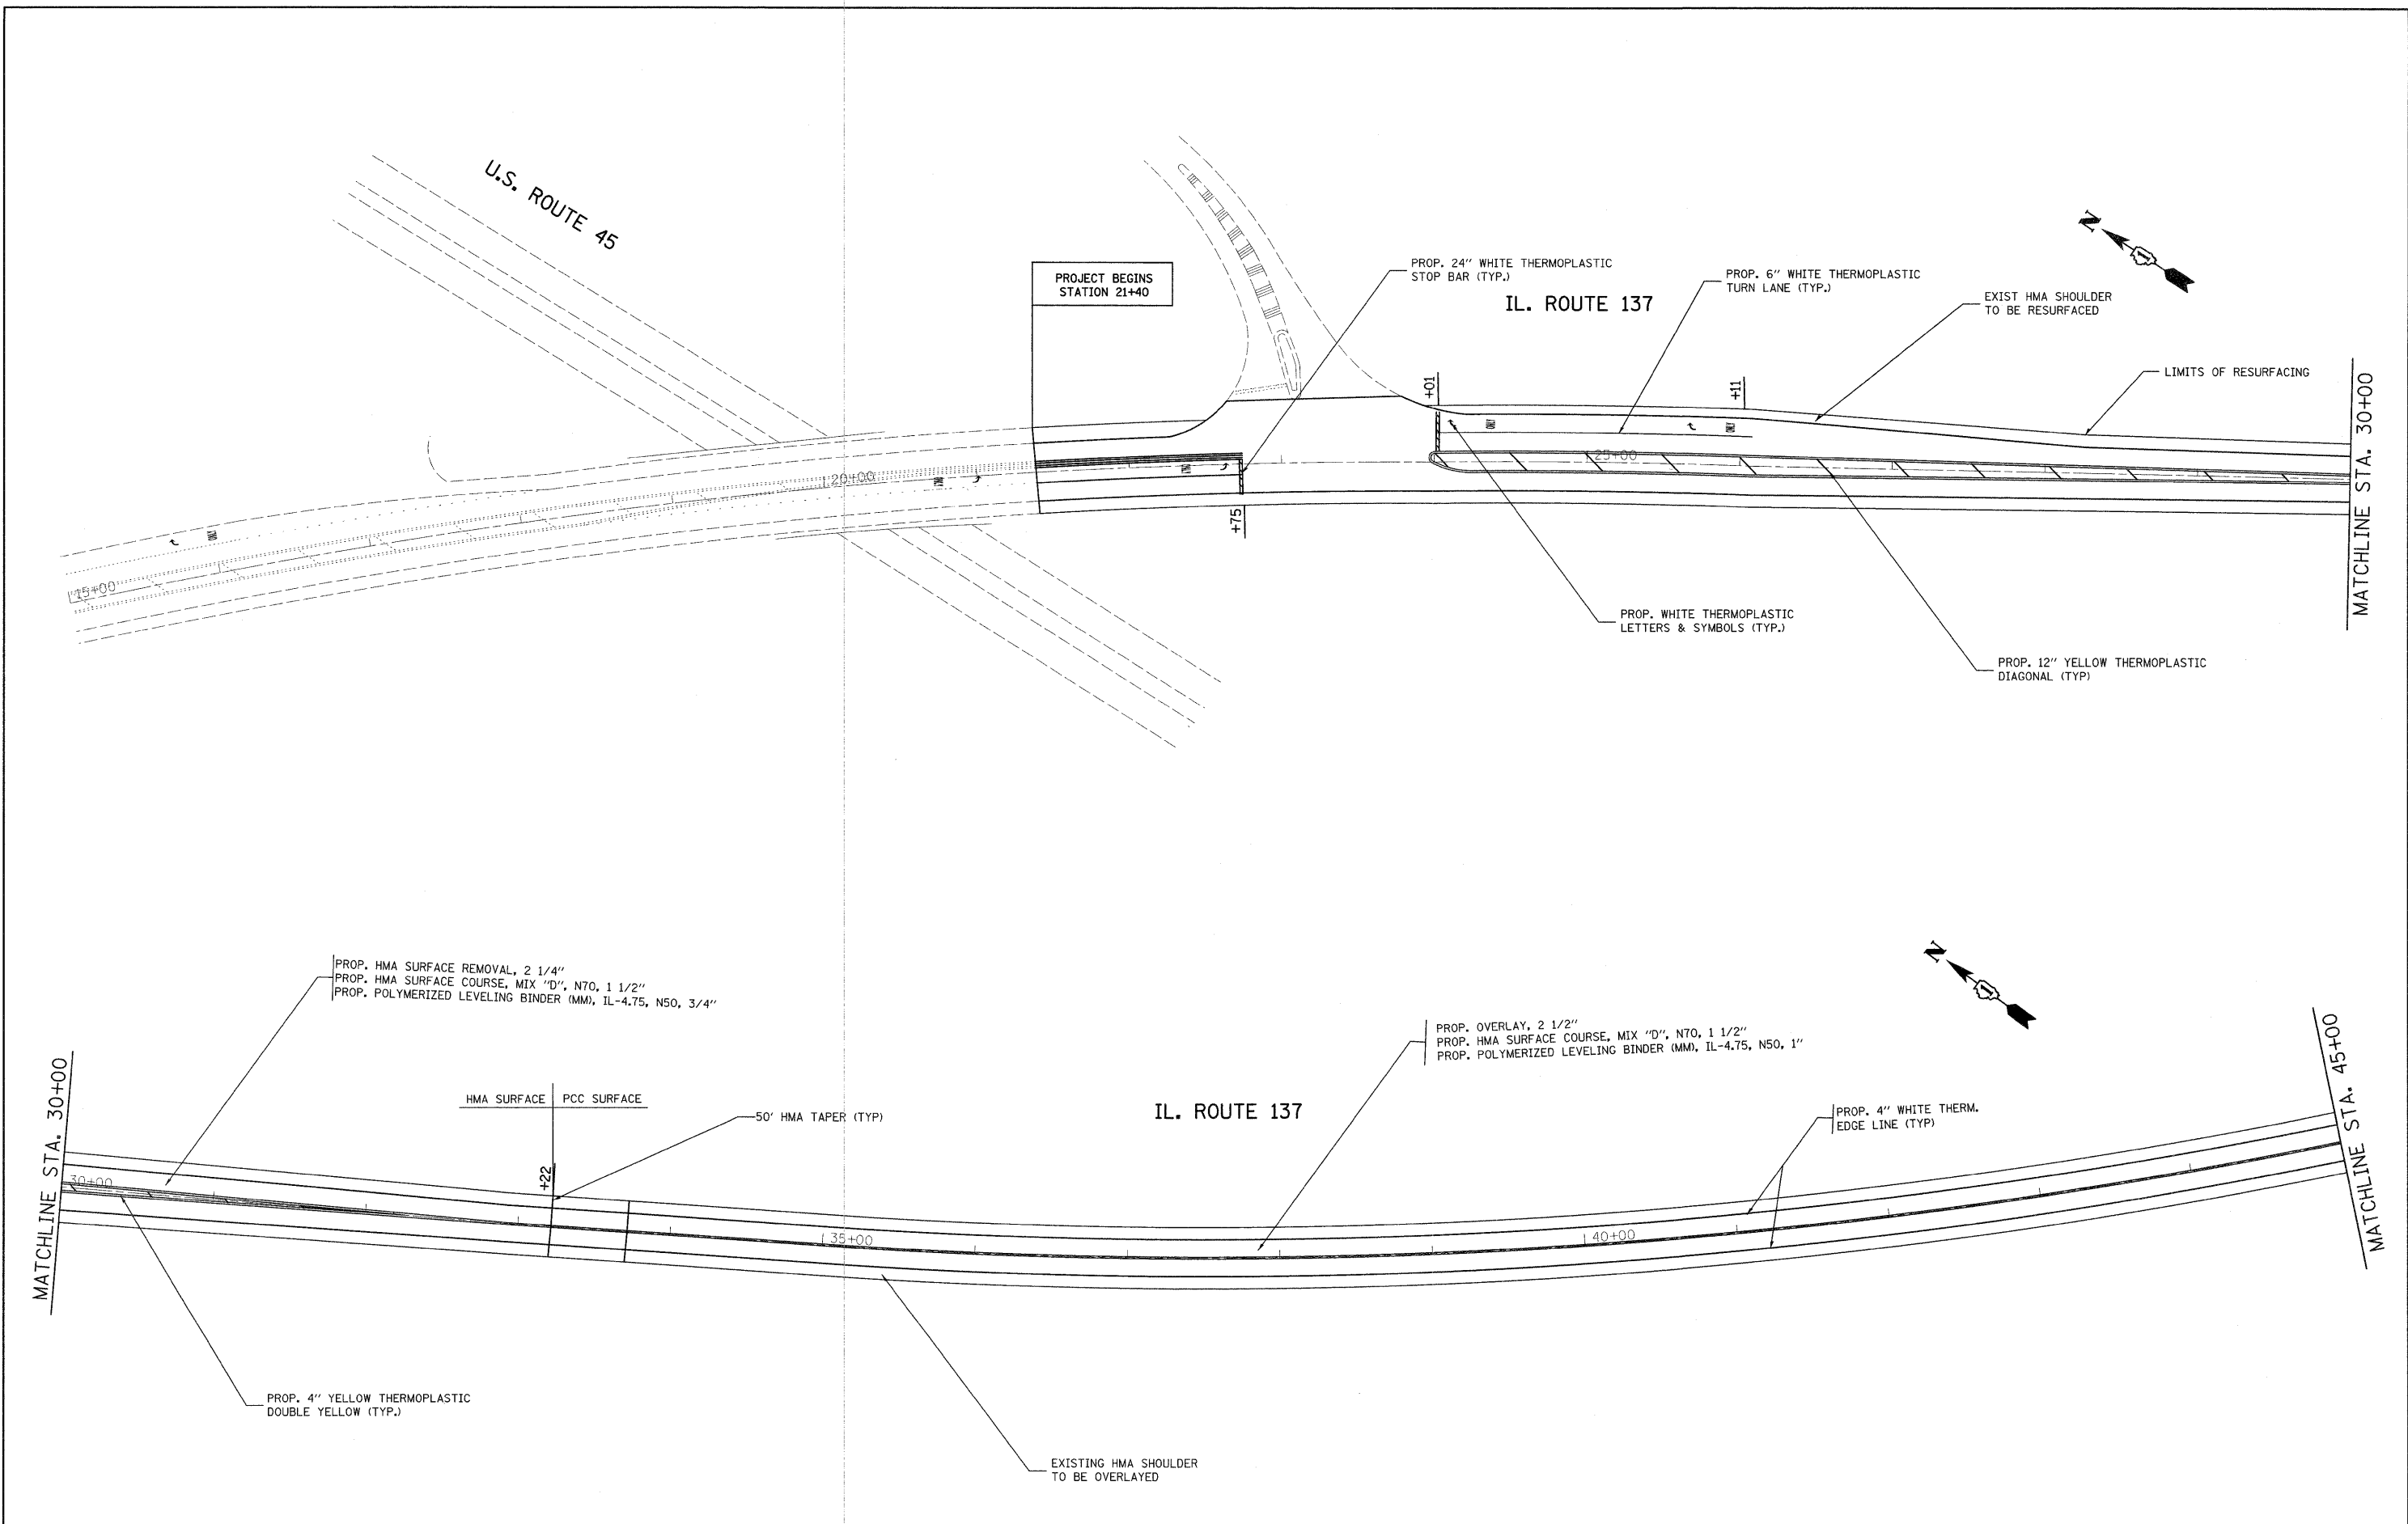 U.S. ROUTE 45
PROJECT BEGINS
STATION 21+40
PROP. 24" WHITE THERMOPLASTIC
STOP BAR (TYP.)
IL. ROUTE 137
PROP. 6" WHITE THERMOPLASTIC
TURN LANE (TYP.)
N
1
EXIST HMA SHOULDER
TO BE RESURFACED
LIMITS OF RESURFACING
+01
+11
MATCHLINE STA. 30+00
ONLY
ONLY
25+00
20+00
ONLY
ONLY
+75
ONLY
15+00
PROP. WHITE THERMOPLASTIC
LETTERS & SYMBOLS (TYP.)
PROP. 12" YELLOW THERMOPLASTIC
DIAGONAL (TYP)
PROP. HMA SURFACE REMOVAL, 2 1/4"
PROP. HMA SURFACE COURSE, MIX "D", N70, 1 1/2"
PROP. POLYMERIZED LEVELING BINDER (MM), IL-4.75, N50, 3/4"
N
1
PROP. OVERLAY, 2 1/2"
PROP. HMA SURFACE COURSE, MIX "D", N70, 1 1/2"
PROP. POLYMERIZED LEVELING BINDER (MM), IL-4.75, N50, 1"
MATCHLINE STA. 30+00
HMA SURFACE
PCC SURFACE
50' HMA TAPER (TYP)
IL. ROUTE 137
PROP. 4" WHITE THERM.
EDGE LINE (TYP)
MATCHLINE STA. 45+00
30+00
+22
35+00
40+00
PROP. 4" YELLOW THERMOPLASTIC
DOUBLE YELLOW (TYP.)
EXISTING HMA SHOULDER
TO BE OVERLAYED